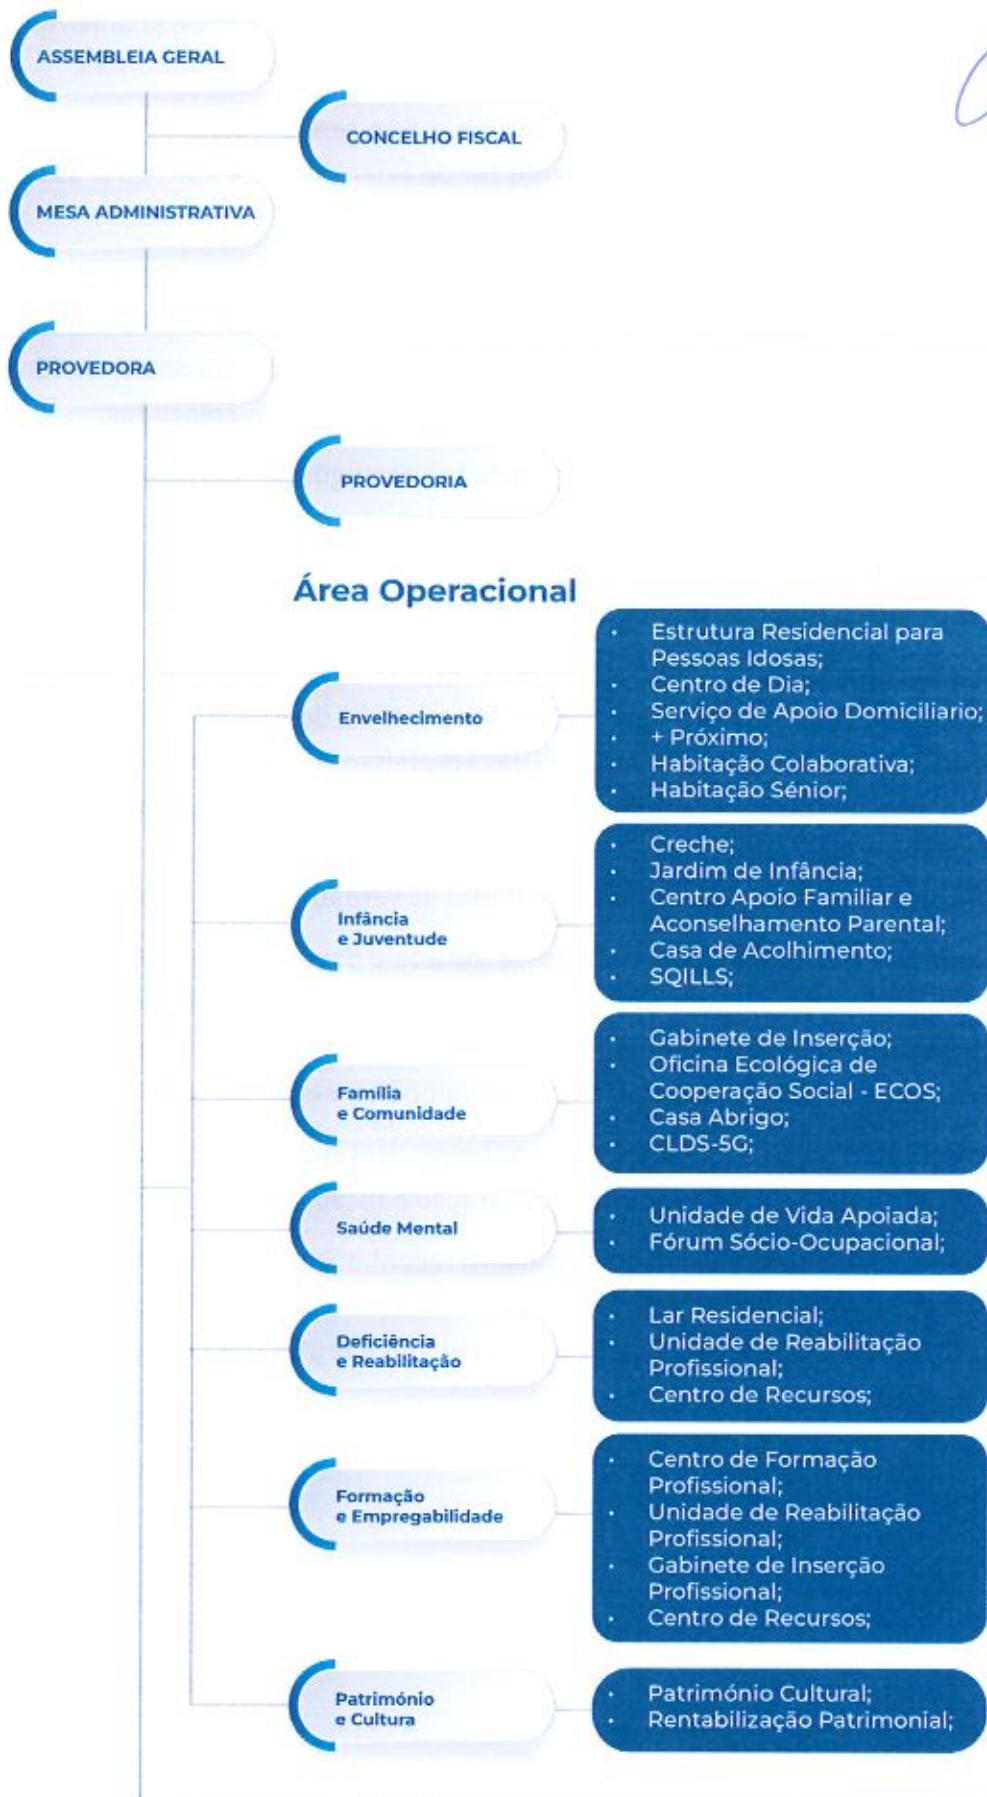 ASSEMBLEIA GERAL
CONCELHO FISCAL
MESA ADMINISTRATIVA
PROVEDORA
PROVEDORIA
Área Operacional
Envelhecimento
• Estrutura Residencial para
Pessoas Idosas;
• Centro de Dia;
• Serviço de Apoio Domiciliario;
• + Próximo;
• Habitação Colaborativa;
• Habitação Sénior;
Infância
e Juventude
• Creche;
• Jardim de Infância;
• Centro Apoio Familiar e
Aconselhamento Parental;
• Casa de Acolhimento;
• SQILLS;
Família
e Comunidade
• Gabinete de Inserção;
• Oficina Ecológica de
Cooperação Social - ECOS;
• Casa Abrigo;
• CLDS-5G;
Saúde Mental
• Unidade de Vida Apoiada;
• Fórum Sócio-Ocupacional;
Deficiência
e Reabilitação
• Lar Residencial;
• Unidade de Reabilitação
Profissional;
• Centro de Recursos;
Formação
e Empregabilidade
• Centro de Formação
Profissional;
• Unidade de Reabilitação
Profissional;
• Gabinete de Inserção
Profissional;
• Centro de Recursos;
Património
e Cultura
• Património Cultural;
• Rentabilização Patrimonial;